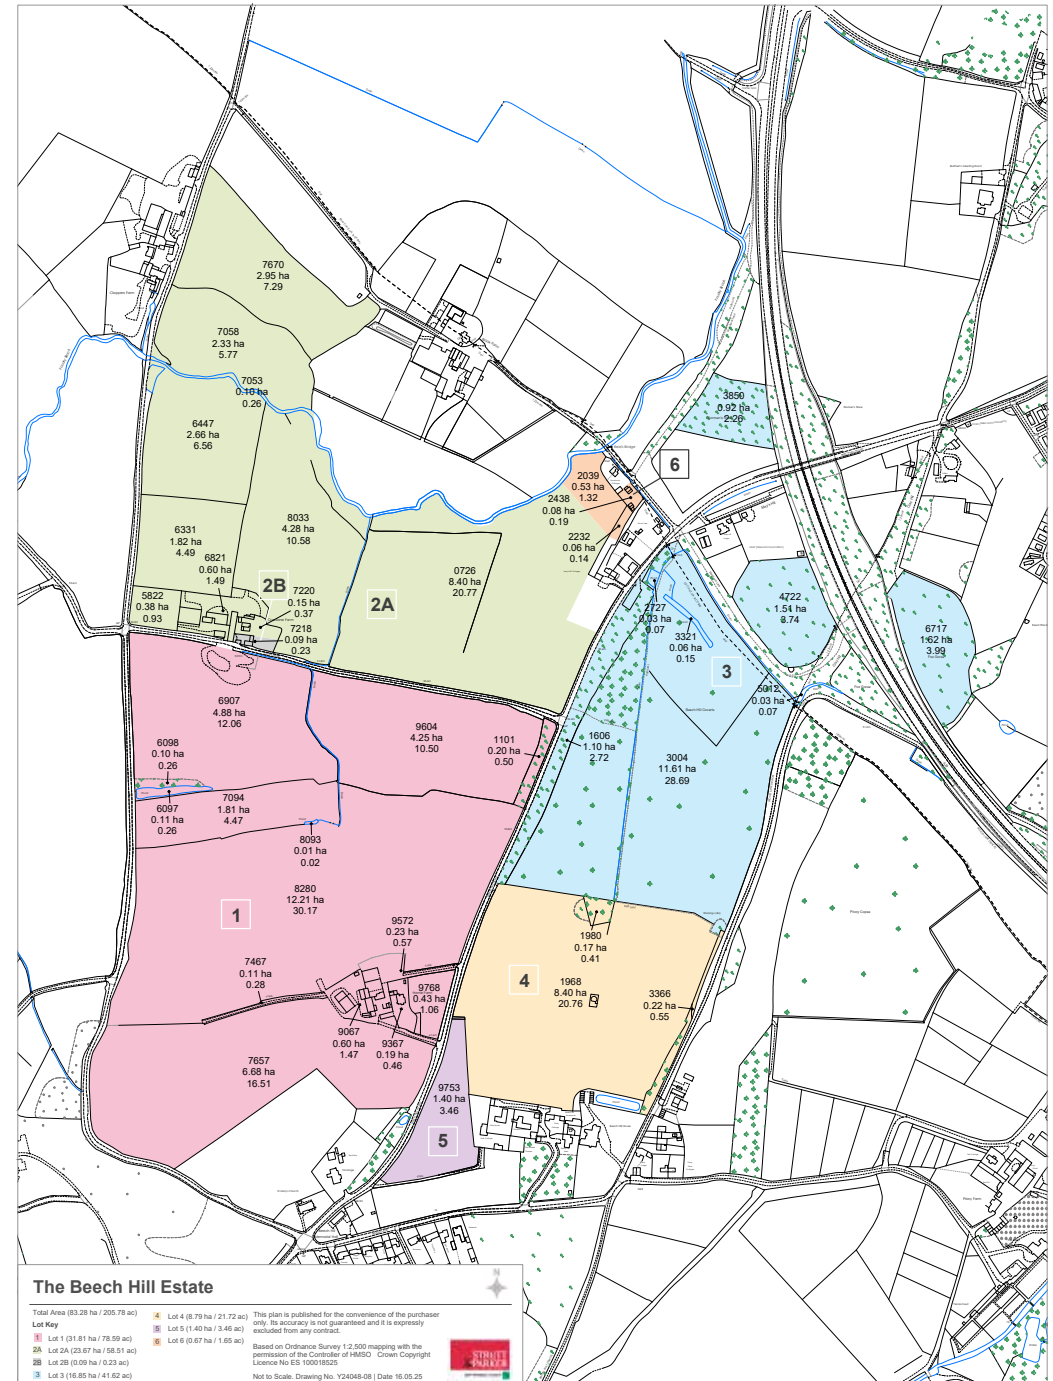 7670
2.95 ha
7.29
7058
2.33 ha
5.77
7053
0.10 ha
0.26
6447
2.66 ha
6.56
3850
0.92 ha
2.26
6
2039
0.53 ha
1.32
2438
0.08 ha
0.19
2232
0.06 ha
0.14
8033
4.28 ha
10.58
6331
1.82 ha
4.49
6821
0.60 ha
1.49
2B
0726
8.40 ha
20.77
2A
5822
0.38 ha
0.93
7220
0.15 ha
0.37
7218
0.09 ha
0.23
4722
1.51 ha
3.74
2727
0.03 ha
0.07
3321
0.06 ha
0.15
6717
1.62 ha
3.99
3
5012
0.03 ha
0.07
6907
4.88 ha
12.06
9604
4.25 ha
10.50
1101
0.20 ha
0.50
1606
1.10 ha
2.72
3004
11.61 ha
28.69
6098
0.10 ha
0.26
6097
0.11 ha
0.26
7094
1.81 ha
4.47
8093
0.01 ha
0.02
8280
12.21 ha
30.17
1
9572
0.23 ha
0.57
1980
0.17 ha
0.41
7467
0.11 ha
0.28
9768
0.43 ha
1.06
4
1968
8.40 ha
20.76
3366
0.22 ha
0.55
9067
0.60 ha
1.47
9367
0.19 ha
0.46
7657
6.68 ha
16.51
9753
1.40 ha
3.46
5
Priory Copse
Priory Farm
The Beech Hill Estate
N
Total Area (83.28 ha / 205.78 ac)
Lot Key
1 Lot 1 (31.81 ha / 78.59 ac)
2A Lot 2A (23.67 ha / 58.51 ac)
2B Lot 2B (0.09 ha / 0.23 ac)
3 Lot 3 (16.85 ha / 41.62 ac)
4 Lot 4 (8.79 ha / 21.72 ac)
5 Lot 5 (1.40 ha / 3.46 ac)
6 Lot 6 (0.67 ha / 1.65 ac)
This plan is published for the convenience of the purchaser
only. Its accuracy is not guaranteed and it is expressly
excluded from any contract.
Based on Ordnance Survey 1:2,500 mapping with the
permission of the Controller of HMSO Crown Copyright
Licence No ES 100018525
Not to Scale. Drawing No. Y24048-08 | Date 16.05.25
STRUTT
PARKER